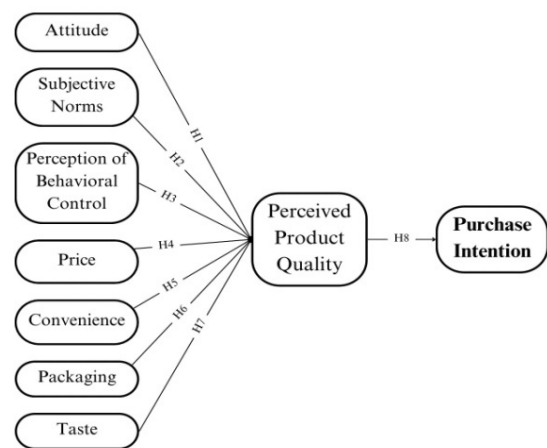 Attitude
H1
Subjective
Norms
H2
Perception of
Behavioral
Control
H3
Price
H4
Convenience
H5
Packaging
H6
Taste
H7
Perceived
Product
Quality
H8
Purchase
Intention